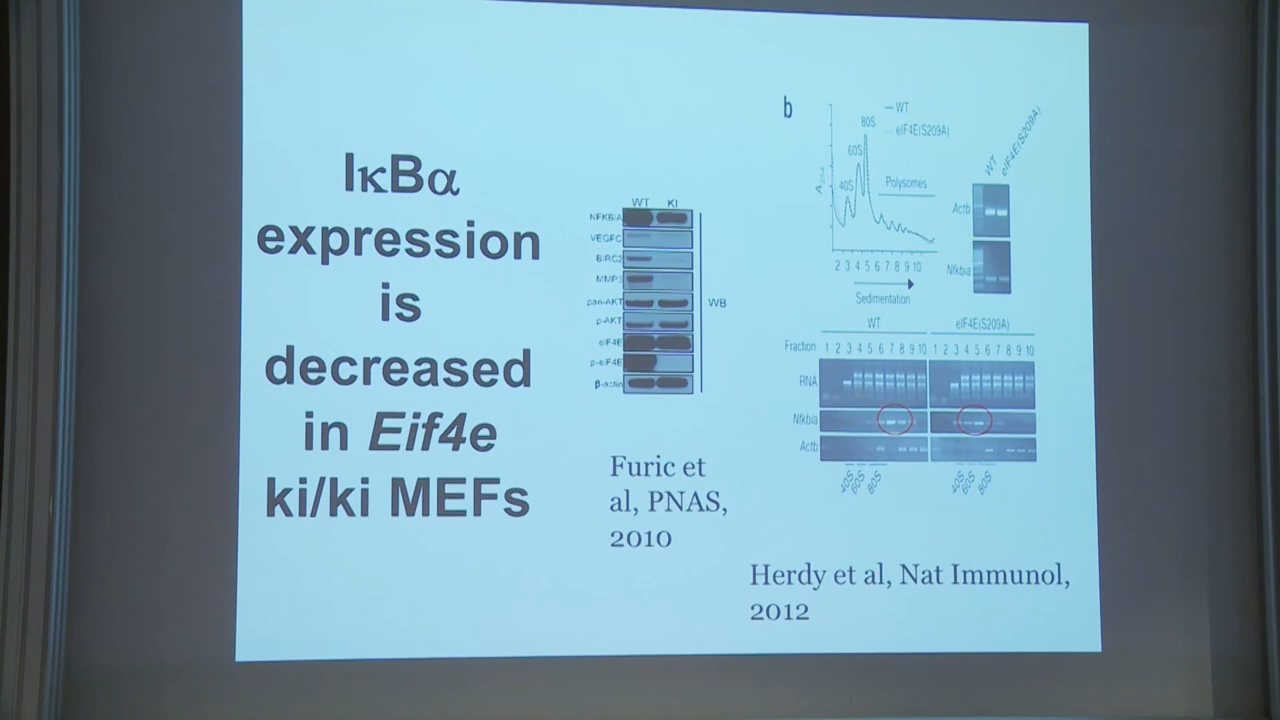 IκBα
expression
is
decreased
in Eif4e
ki/ki MEFs
WT KI
NFKBIA
VEGFC
BIRC2
MMP3
pan-AKT
p-AKT
eIF4E
p-eIF4E
β-actin
WB
Furic et
al, PNAS,
2010
b
WT
eIF4E(S209A)
80S
60S
40S
Polysomes
A254
2 3 4 5 6 7 8 9 10
Sedimentation
WT
eIF4E(S209A)
Actb
Nfkbia
WT eIF4E(S209A)
Fraction 1 2 3 4 5 6 7 8 9 10 1 2 3 4 5 6 7 8 9 10
RNA
Nfkbia
Actb
40S 60S 80S 40S 60S 80S
Herdy et al, Nat Immunol,
2012